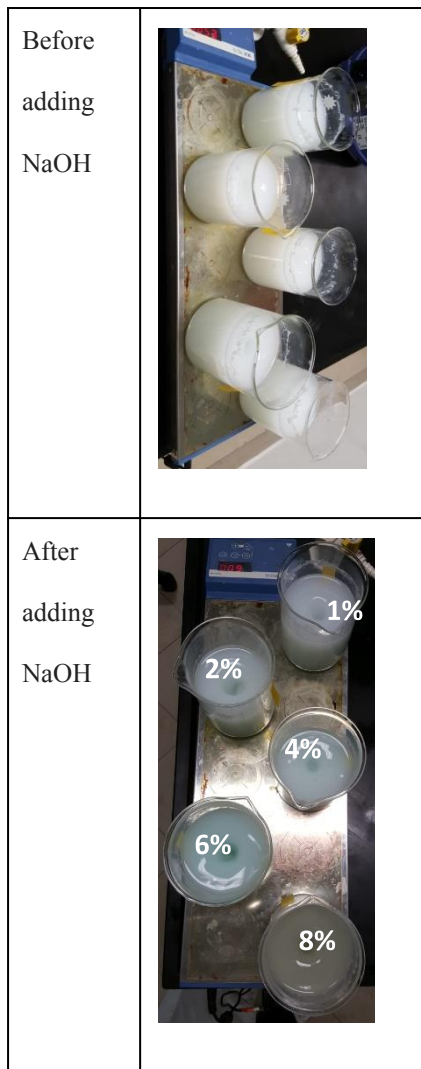 Before
adding
NaOH
After
adding
NaOH
1%
2%
4%
6%
8%